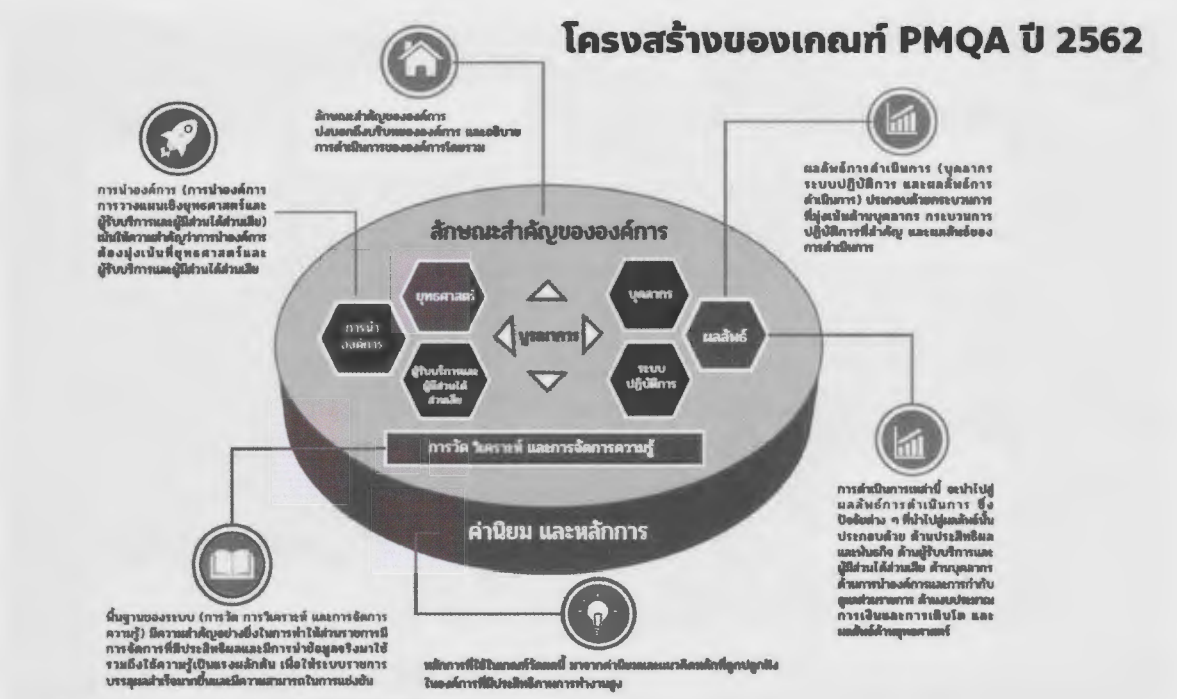 โครงสร้างของเกณฑ์ PMQA ปี 2562
ลักษณะสำคัญขององค์การ
บ่งบอกถึงบริบทขององค์การ และอธิบาย
การดำเนินการขององค์การโดยรวม
การนำองค์การ (การนำองค์การ
การวางแผนเชิงยุทธศาสตร์และ
ผู้รับบริการและผู้มีส่วนได้ส่วนเสีย)
เน้นให้ความสำคัญว่าการนำองค์การ
ต้องมุ่งเน้นที่ยุทธศาสตร์และ
ผู้รับบริการและผู้มีส่วนได้ส่วนเสีย
ผลลัพธ์การดำเนินการ (บุคลากร
ระบบปฏิบัติการ และผลลัพธ์การ
ดำเนินการ) ประกอบด้วยกระบวนการ
ที่มุ่งเน้นด้านบุคลากร กระบวนการ
ปฏิบัติการที่สำคัญ และผลลัพธ์ของ
การดำเนินการ
ลักษณะสำคัญขององค์การ
ยุทธศาสตร์
การนำ
องค์การ
ผู้รับบริการและ
ผู้มีส่วนได้
ส่วนเสีย
บูรณาการ
บุคลากร
ระบบ
ปฏิบัติการ
ผลลัพธ์
การวัด วิเคราะห์ และการจัดการความรู้
ค่านิยม และหลักการ
การดำเนินการเหล่านี้ จะนำไปสู่
ผลลัพธ์การดำเนินการ ซึ่ง
ปัจจัยต่าง ๆ ที่นำไปสู่ผลลัพธ์นั้น
ประกอบด้วย ด้านประสิทธิผล
และพันธกิจ ด้านผู้รับบริการและ
ผู้มีส่วนได้ส่วนเสีย ด้านบุคลากร
ด้านการนำองค์การและการกำกับ
ดูแลส่วนราชการ ด้านงบประมาณ
การเงินและการเติบโต และ
ผลลัพธ์ด้านยุทธศาสตร์
พื้นฐานของระบบ (การวัด การวิเคราะห์ และการจัดการ
ความรู้) มีความสำคัญอย่างยิ่งในการทำให้ส่วนราชการมี
การจัดการที่มีประสิทธิผลและมีการนำข้อมูลจริงมาใช้
รวมถึงใช้ความรู้เป็นแรงผลักดัน เพื่อให้ระบบราชการ
บรรลุผลสำเร็จมากขึ้นและมีความสามารถในการแข่งขัน
หลักการที่ใช้ในเกณฑ์รางวัลนี้ มาจากค่านิยมและแนวคิดหลักที่ถูกปลูกฝัง
ในองค์การที่มีประสิทธิภาพการทำงานสูง